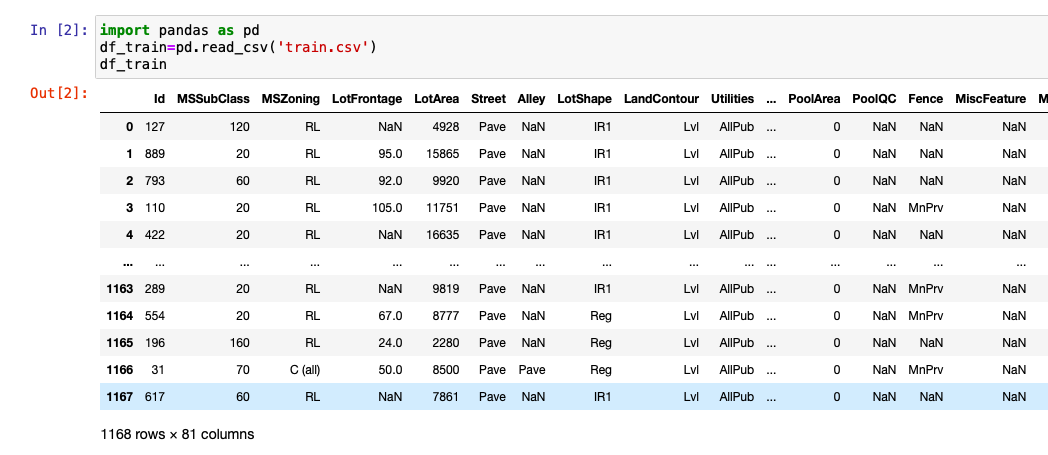 In [2]: import pandas as pd
df_train=pd.read_csv('train.csv')
df_train
Out[2]:
Id MSSubClass MSZoning LotFrontage LotArea Street Alley LotShape LandContour Utilities ... PoolArea PoolQC Fence MiscFeature M
0 127 120 RL NaN 4928 Pave NaN IR1 Lvl AllPub ... 0 NaN NaN NaN
1 889 20 RL 95.0 15865 Pave NaN IR1 Lvl AllPub ... 0 NaN NaN NaN
2 793 60 RL 92.0 9920 Pave NaN IR1 Lvl AllPub ... 0 NaN NaN NaN
3 110 20 RL 105.0 11751 Pave NaN IR1 Lvl AllPub ... 0 NaN MnPrv NaN
4 422 20 RL NaN 16635 Pave NaN IR1 Lvl AllPub ... 0 NaN NaN NaN
... ... ... ... ... ... ... ... ... ... ... ... ... ... ... ...
1163 289 20 RL NaN 9819 Pave NaN IR1 Lvl AllPub ... 0 NaN MnPrv NaN
1164 554 20 RL 67.0 8777 Pave NaN Reg Lvl AllPub ... 0 NaN MnPrv NaN
1165 196 160 RL 24.0 2280 Pave NaN Reg Lvl AllPub ... 0 NaN NaN NaN
1166 31 70 C (all) 50.0 8500 Pave Pave Reg Lvl AllPub ... 0 NaN MnPrv NaN
1167 617 60 RL NaN 7861 Pave NaN IR1 Lvl AllPub ... 0 NaN NaN NaN
1168 rows × 81 columns